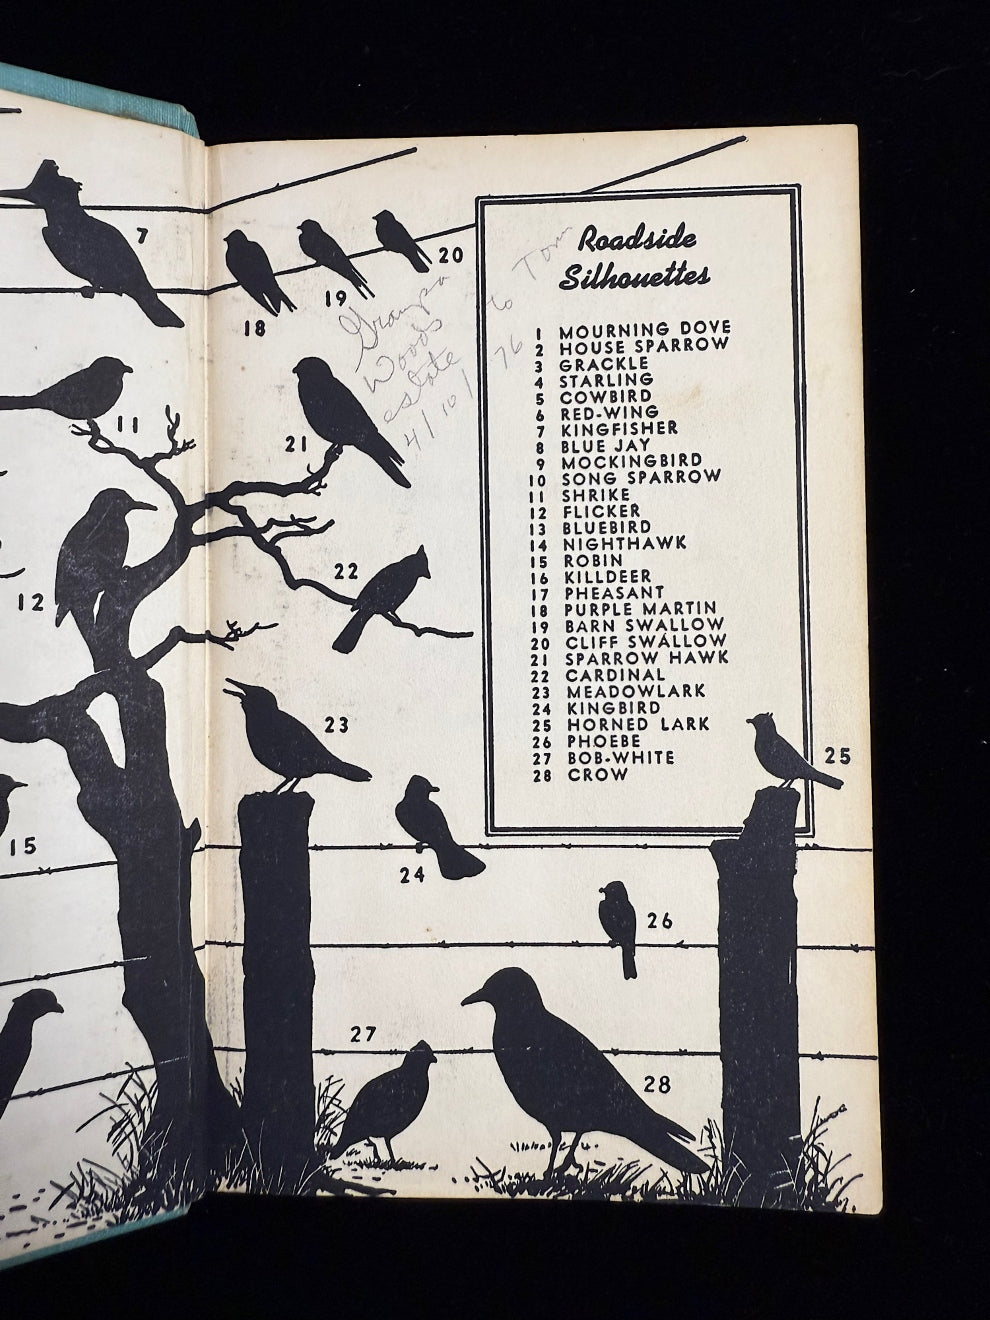 7
18
19
20
Grampa
Woods
estate
4/10/76
to Tom
21
11
22
12
23
15
24
25
26
27
28
Roadside
Silhouettes
1 MOURNING DOVE
2 HOUSE SPARROW
3 GRACKLE
4 STARLING
5 COWBIRD
6 RED-WING
7 KINGFISHER
8 BLUE JAY
9 MOCKINGBIRD
10 SONG SPARROW
11 SHRIKE
12 FLICKER
13 BLUEBIRD
14 NIGHTHAWK
15 ROBIN
16 KILLDEER
17 PHEASANT
18 PURPLE MARTIN
19 BARN SWALLOW
20 CLIFF SWALLOW
21 SPARROW HAWK
22 CARDINAL
23 MEADOWLARK
24 KINGBIRD
25 HORNED LARK
26 PHOEBE
27 BOB-WHITE
28 CROW